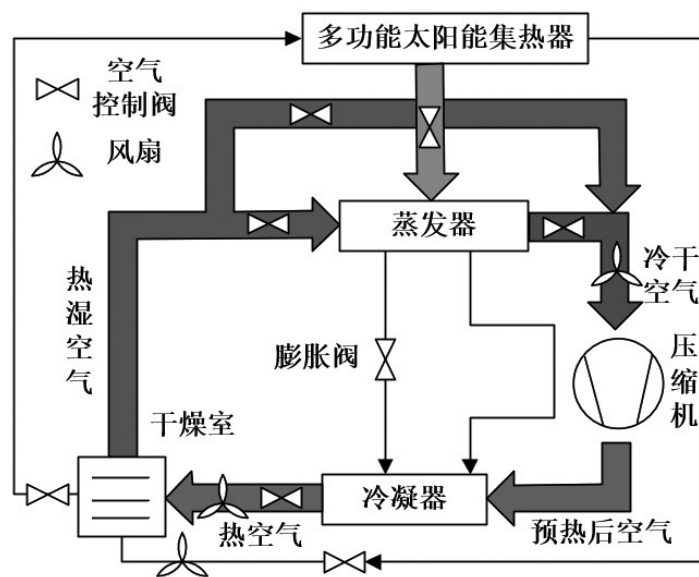 多功能太阳能集热器
空气
控制阀
风扇
蒸发器
冷干
空气
热
湿
空
气
膨胀阀
压
缩
机
干燥室
冷凝器
热空气
预热后空气